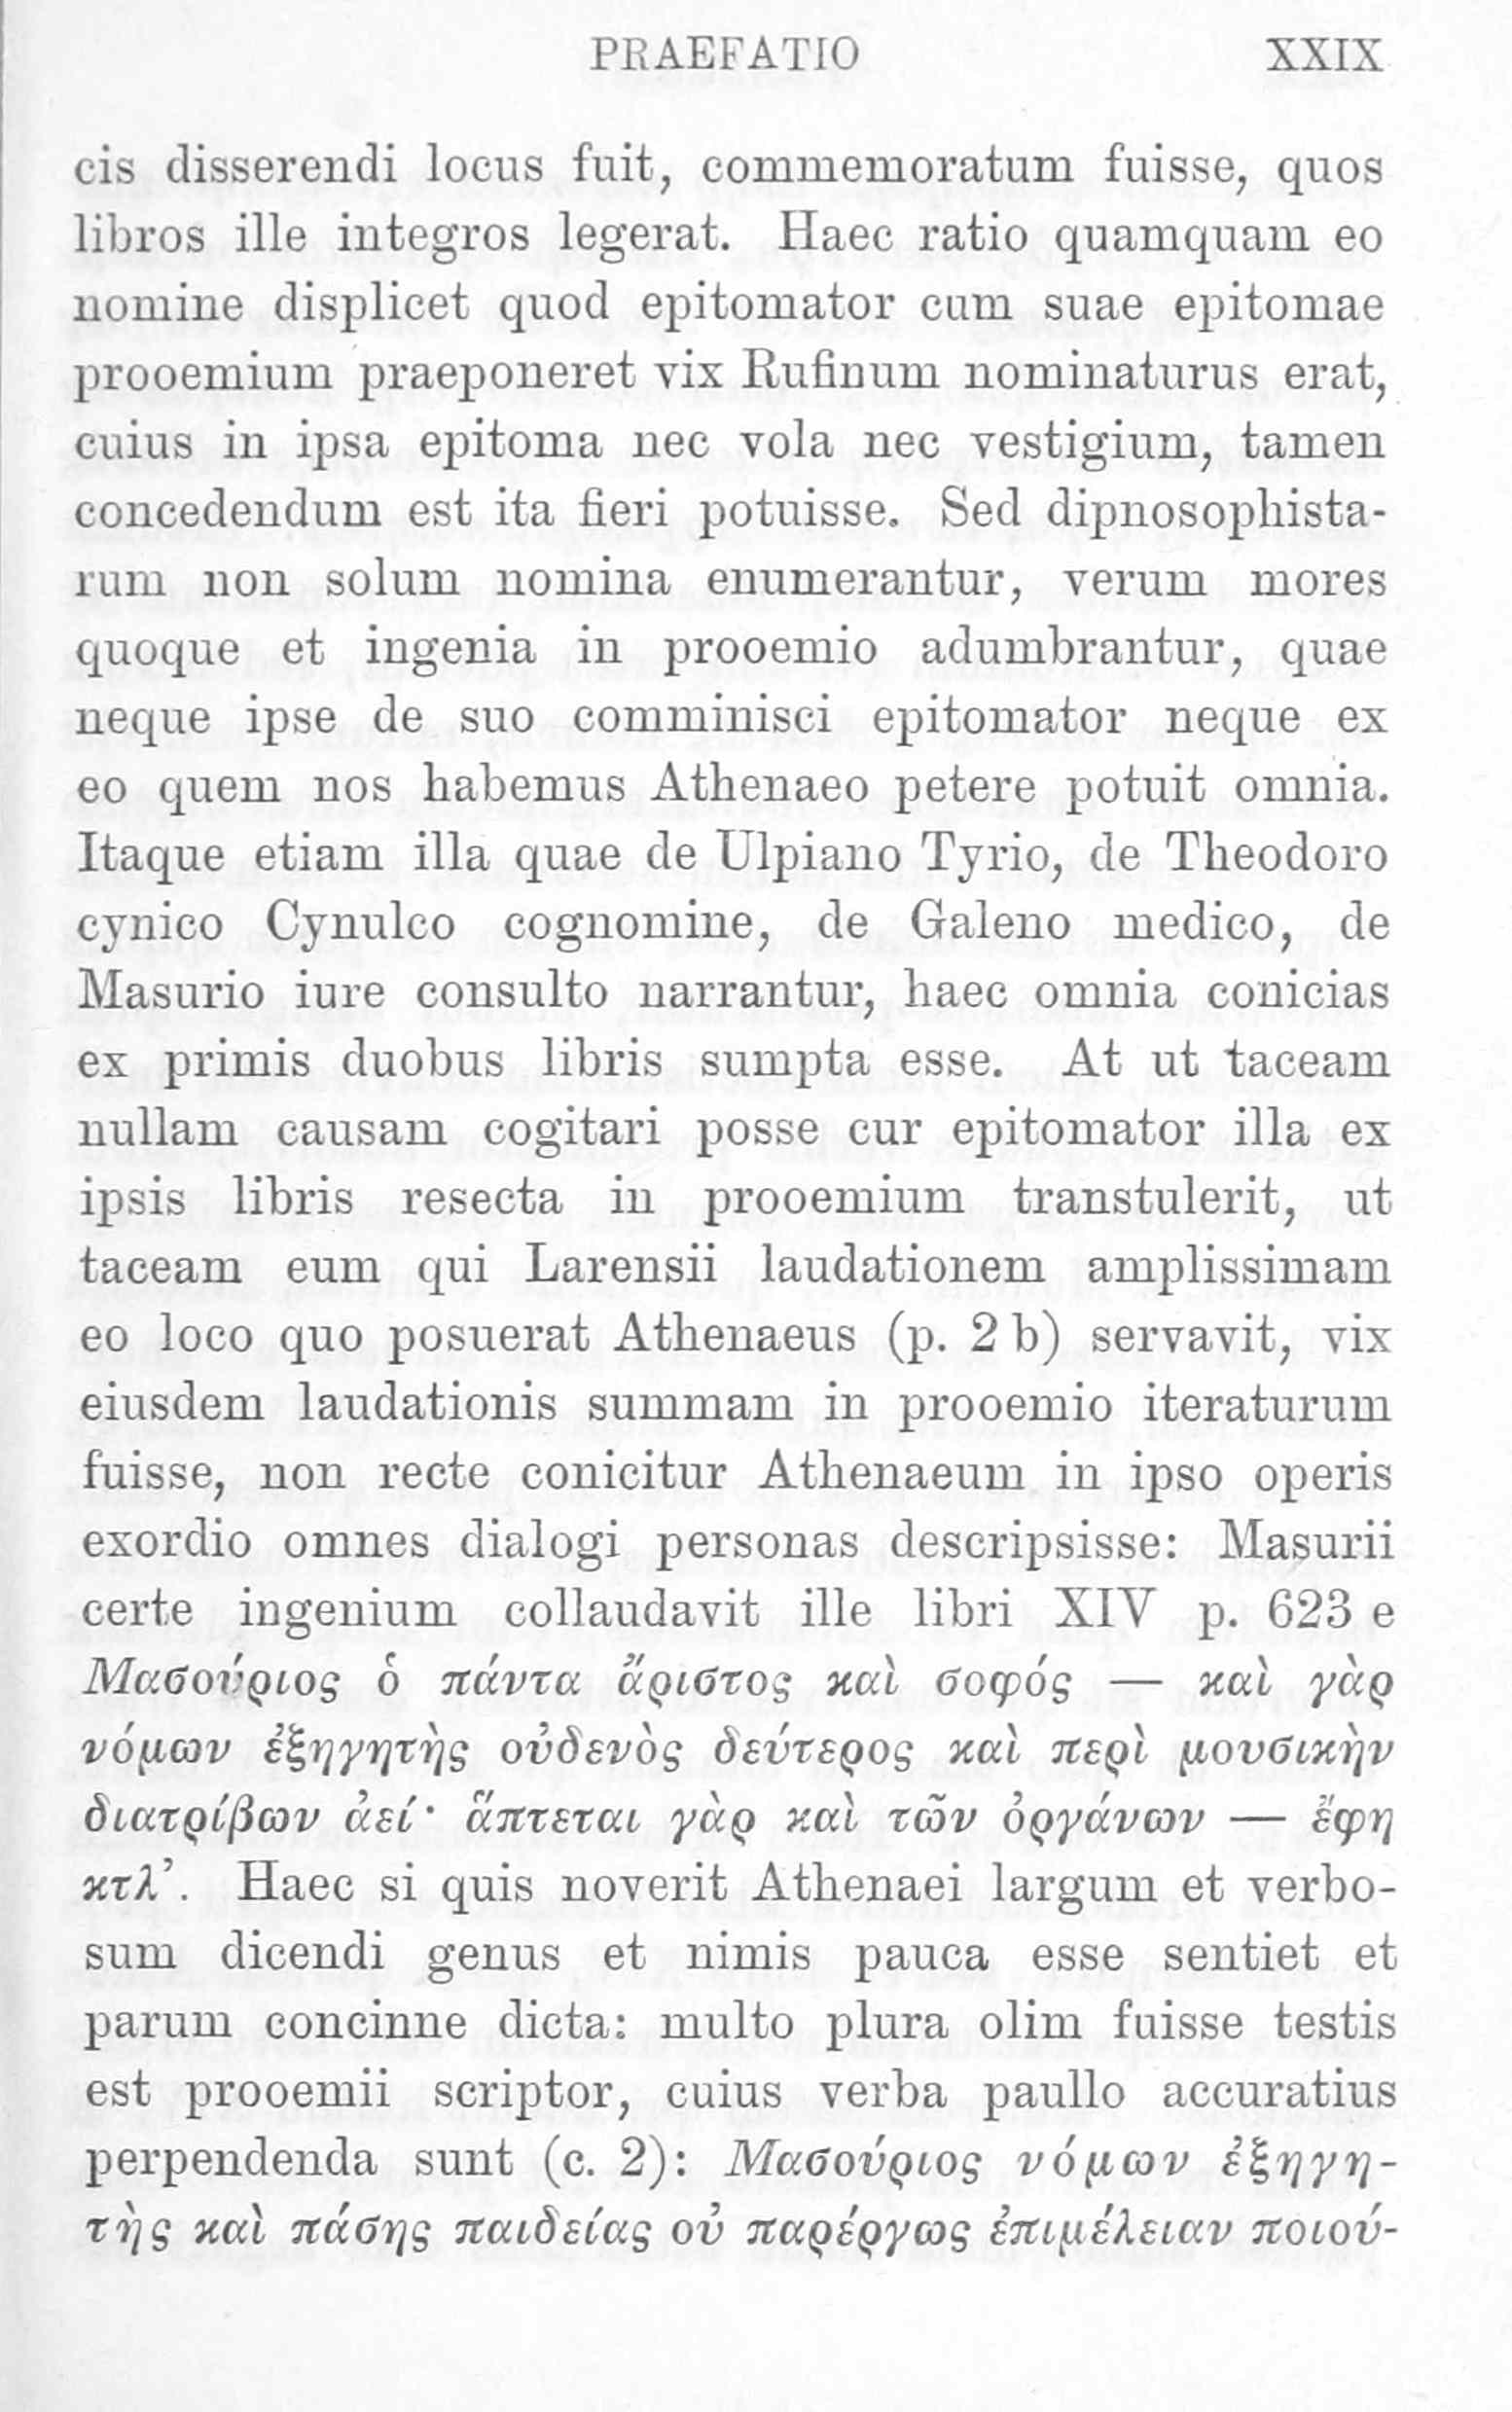 PRAEFATIO XXIX
cis disserendi locus fuit, commemoratum fuisse, quos
libros ille integros legerat. Haec ratio quamquam eo
nomine displicet quod epitomator cum suae epitomae
prooemium praeponeret vix Rufinum nominaturus erat,
cuius in ipsa epitoma nec vola nec vestigium, tamen
concedendum est ita fieri potuisse. Sed dipnosophista-
rum non solum nomina enumerantur, verum mores
quoque et ingenia in prooemio adumbrantur, quae
neque ipse de suo comminisci epitomator neque ex
eo quem nos habemus Athenaeo petere potuit omnia.
Itaque etiam illa quae de Ulpiano Tyrio, de Theodoro
cynico Cynulco cognomine, de Galeno medico, de
Masurio iure consulto narrantur, haec omnia conicias
ex primis duobus libris sumpta esse. At ut taceam
nullam causam cogitari posse cur epitomator illa ex
ipsis libris resecta in prooemium transtulerit, ut
taceam eum qui Larensii laudationem amplissimam
eo loco quo posuerat Athenaeus (p. 2 b) servavit, vix
eiusdem laudationis summam in prooemio iteraturum
fuisse, non recte conicitur Athenaeum in ipso operis
exordio omnes dialogi personas descripsisse: Masurii
certe ingenium collaudavit ille libri XIV p. 623 e
Μασούριος ὁ πάντα ἄριστος καὶ σοφός — καὶ γὰρ
νόμων ἐξηγητὴς οὐδενὸς δεύτερος καὶ περὶ μουσικὴν
διατρίβων ἀεί· ἅπτεται γὰρ καὶ τῶν ὀργάνων — ἔφη
κτλ’. Haec si quis noverit Athenaei largum et verbo-
sum dicendi genus et nimis pauca esse sentiet et
parum concinne dicta: multo plura olim fuisse testis
est prooemii scriptor, cuius verba paullo accuratius
perpendenda sunt (c. 2): Μασούριος νόμων ἐξηγη-
τὴς καὶ πάσης παιδείας οὐ παρέργως ἐπιμέλειαν ποιού-